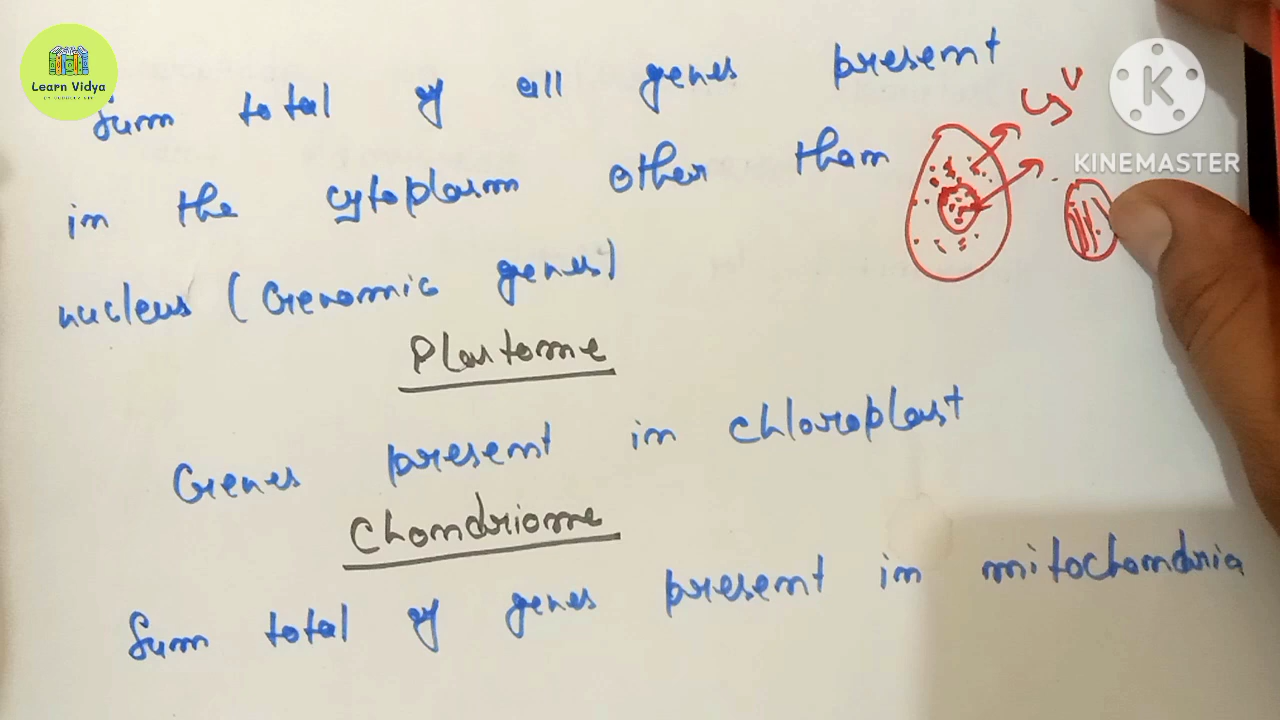 Learn Vidya
Sum total of all genes present
in the cytoplasm other than
nucleus (Genomic genes)
Plastome
Genes present in chloroplast
Chondriome
Sum total of genes present in mitochondria
K
KINEMASTER